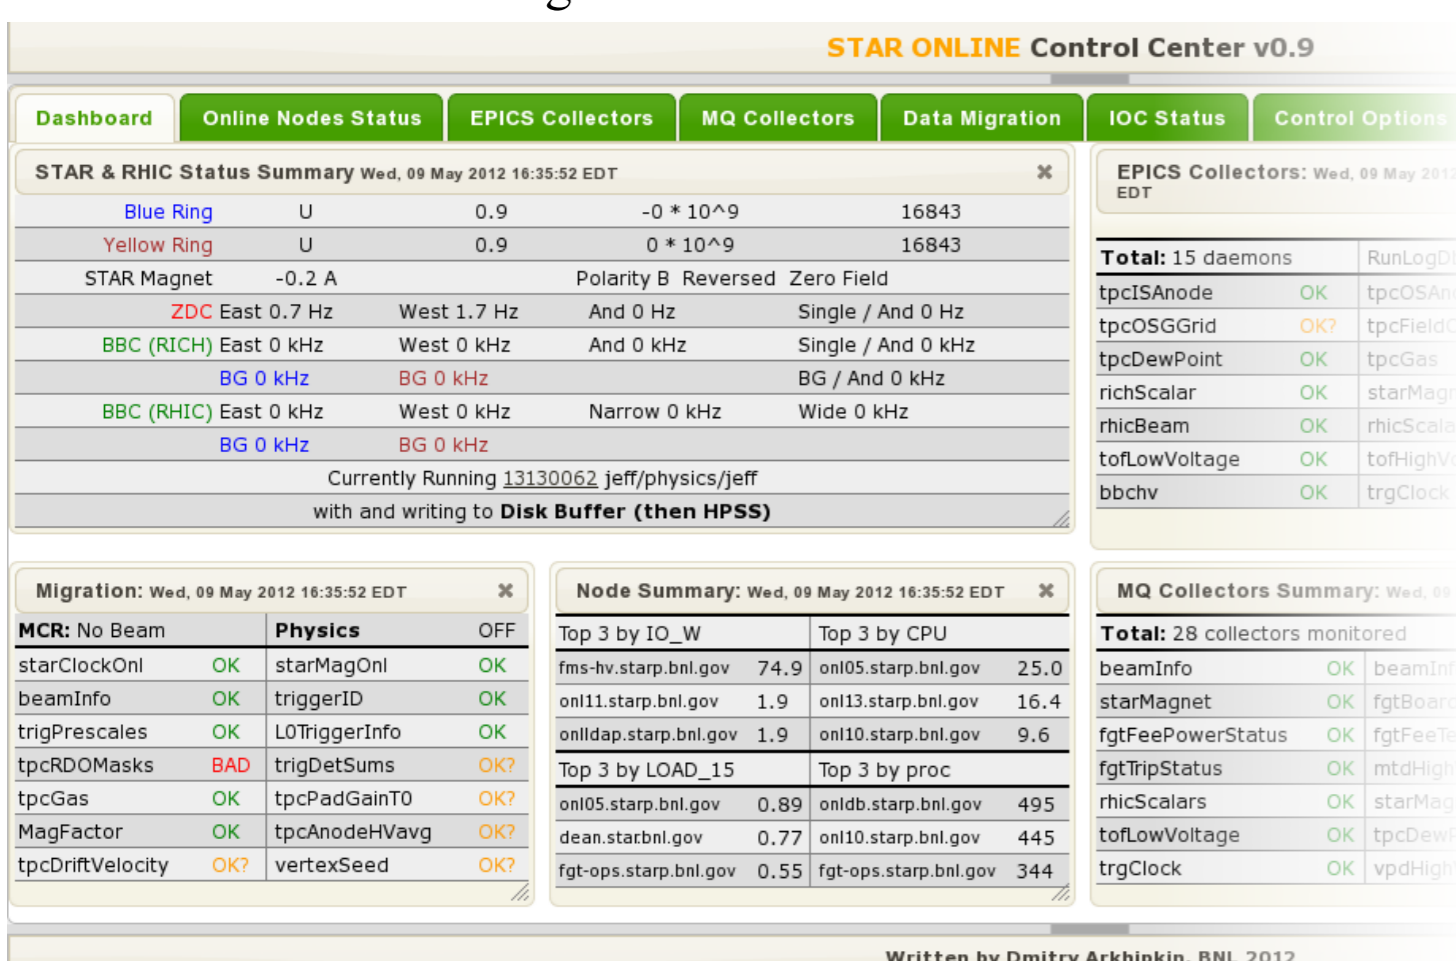 STAR ONLINE Control Center v0.9
Dashboard Online Nodes Status EPICS Collectors MQ Collectors Data Migration IOC Status Control Options
STAR & RHIC Status Summary Wed, 09 May 2012 16:35:52 EDT
Blue Ring U 0.9 -0 * 10^9 16843
Yellow Ring U 0.9 0 * 10^9 16843
STAR Magnet -0.2 A Polarity B Reversed Zero Field
ZDC East 0.7 Hz West 1.7 Hz And 0 Hz Single / And 0 Hz
BBC (RICH) East 0 kHz West 0 kHz And 0 kHz Single / And 0 kHz
BG 0 kHz BG 0 kHz BG / And 0 kHz
BBC (RHIC) East 0 kHz West 0 kHz Narrow 0 kHz Wide 0 kHz
BG 0 kHz BG 0 kHz
Currently Running 13130062 jeff/physics/jeff
with and writing to Disk Buffer (then HPSS)
EPICS Collectors: Wed, 09 May 2012
EDT
Total: 15 daemons
tpcISAnode OK
tpcOSGGrid OK?
tpcDewPoint OK tpcGas
richScalar OK
rhicBeam OK
tofLowVoltage OK
bbchv OK trgClock
Migration: Wed, 09 May 2012 16:35:52 EDT
MCR: No Beam Physics OFF
starClockOnl OK starMagOnl OK
beamInfo OK triggerID OK
trigPrescales OK L0TriggerInfo OK
tpcRDOMasks BAD trigDetSums OK?
tpcGas OK tpcPadGainT0 OK?
MagFactor OK tpcAnodeHVavg OK?
tpcDriftVelocity OK? vertexSeed OK?
Node Summary: Wed, 09 May 2012 16:35:52 EDT
Top 3 by IO_W Top 3 by CPU
fms-hv.starp.bnl.gov 74.9 onl05.starp.bnl.gov 25.0
onl11.starp.bnl.gov 1.9 onl13.starp.bnl.gov 16.4
onlldap.starp.bnl.gov 1.9 onl10.starp.bnl.gov 9.6
Top 3 by LOAD_15 Top 3 by proc
onl05.starp.bnl.gov 0.89 onldb.starp.bnl.gov 495
dean.star.bnl.gov 0.77 onl10.starp.bnl.gov 445
fgt-ops.starp.bnl.gov 0.55 fgt-ops.starp.bnl.gov 344
MQ Collectors Summary: Wed, 09
Total: 28 collectors monitored
beamInfo OK
starMagnet OK
fgtFeePowerStatus OK
fgtTripStatus OK
rhicScalars OK
tofLowVoltage OK
trgClock OK
Written by Dmitry Arkhipkin, BNL 2012